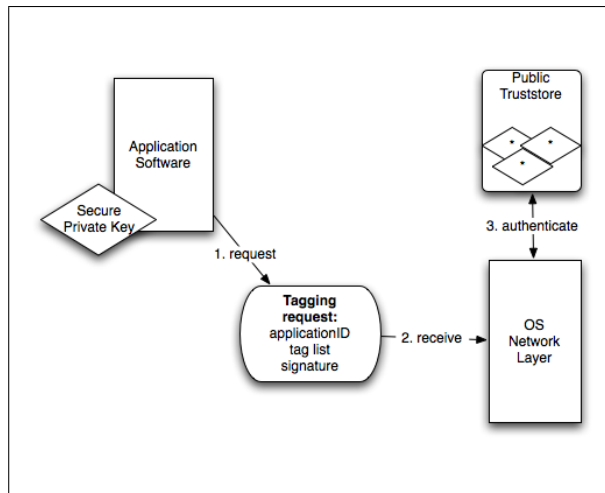 Application
Software
Secure
Private Key
1. request
Tagging
request:
applicationID
tag list
signature
2. receive
OS
Network
Layer
3. authenticate
Public
Truststore
*
*
*